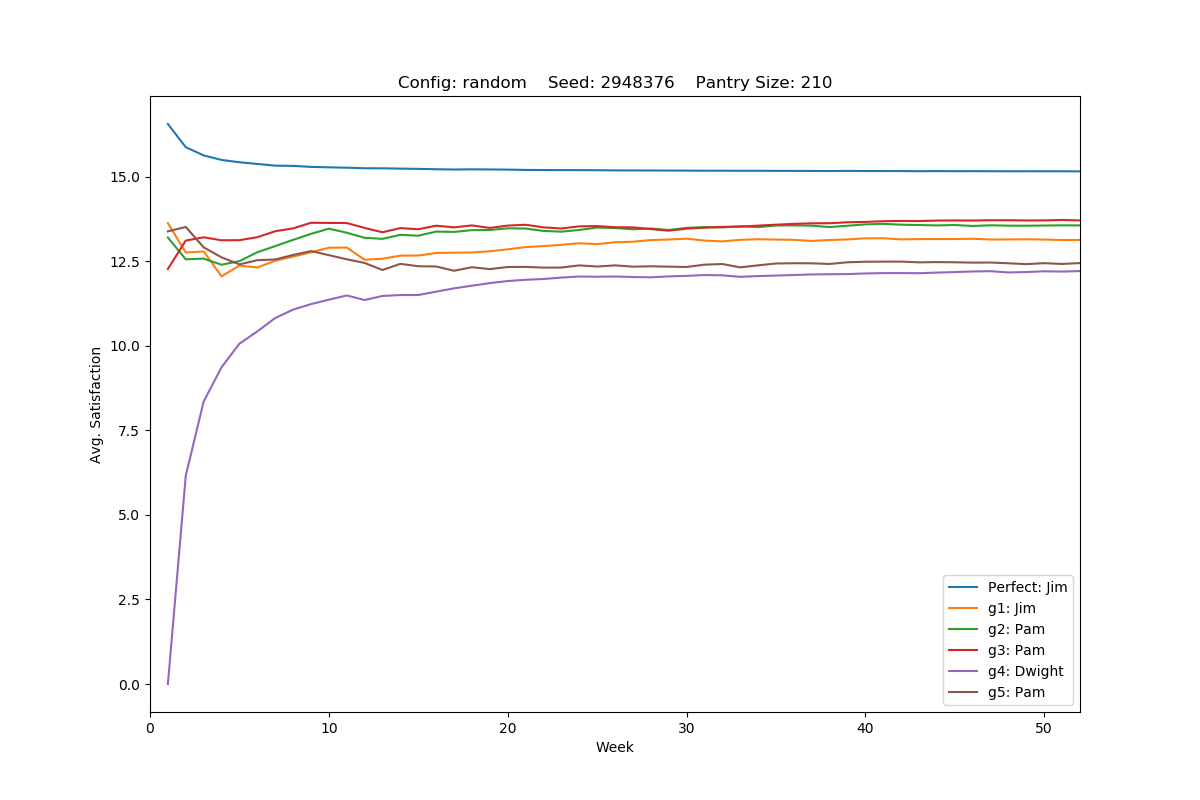 Config: random    Seed: 2948376    Pantry Size: 210
Avg. Satisfaction
15.0
12.5
10.0
7.5
5.0
2.5
0.0
Perfect: Jim
g1: Jim
g2: Pam
g3: Pam
g4: Dwight
g5: Pam
0 10 20 30 40 50
Week